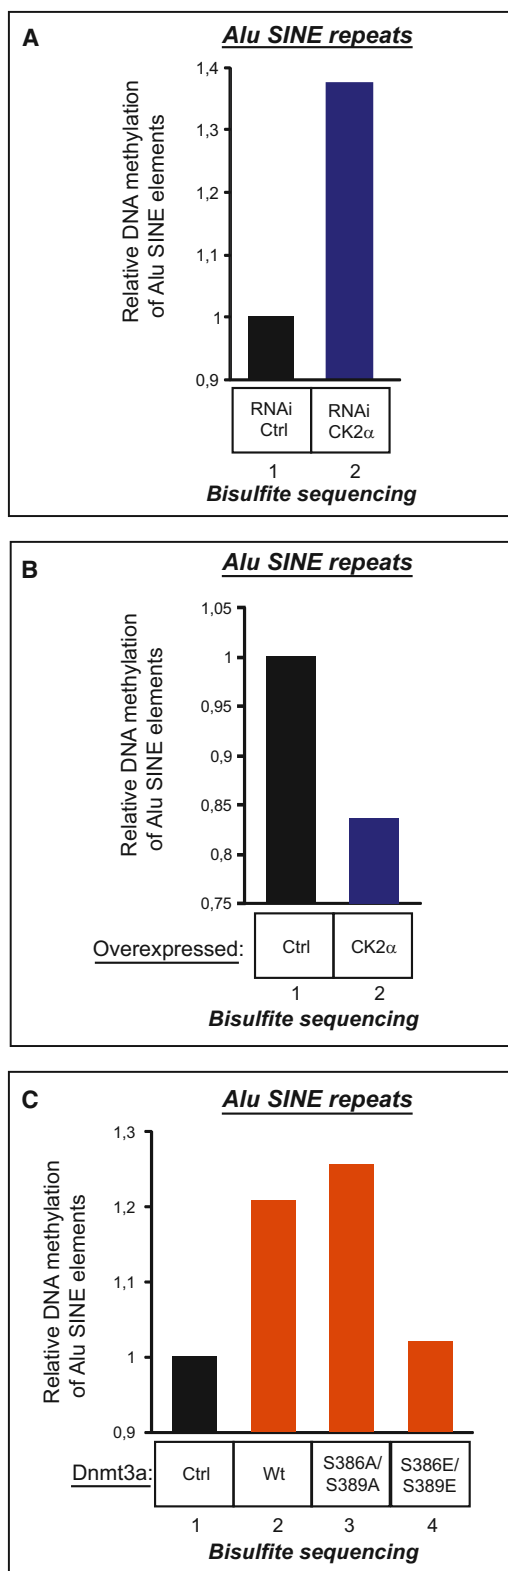 A
Alu SINE repeats
Relative DNA methylation
of Alu SINE elements
1,4
1,3
1,2
1,1
1
0,9
RNAi
Ctrl
RNAi
CK2α
1 2
Bisulfite sequencing
B
Alu SINE repeats
Relative DNA methylation
of Alu SINE elements
1,05
1
0,95
0,9
0,85
0,8
0,75
Overexpressed: Ctrl CK2α
1 2
Bisulfite sequencing
C
Alu SINE repeats
Relative DNA methylation
of Alu SINE elements
1,3
1,2
1,1
1
0,9
Dnmt3a: Ctrl Wt
S386A/
S389A
S386E/
S389E
1 2 3 4
Bisulfite sequencing